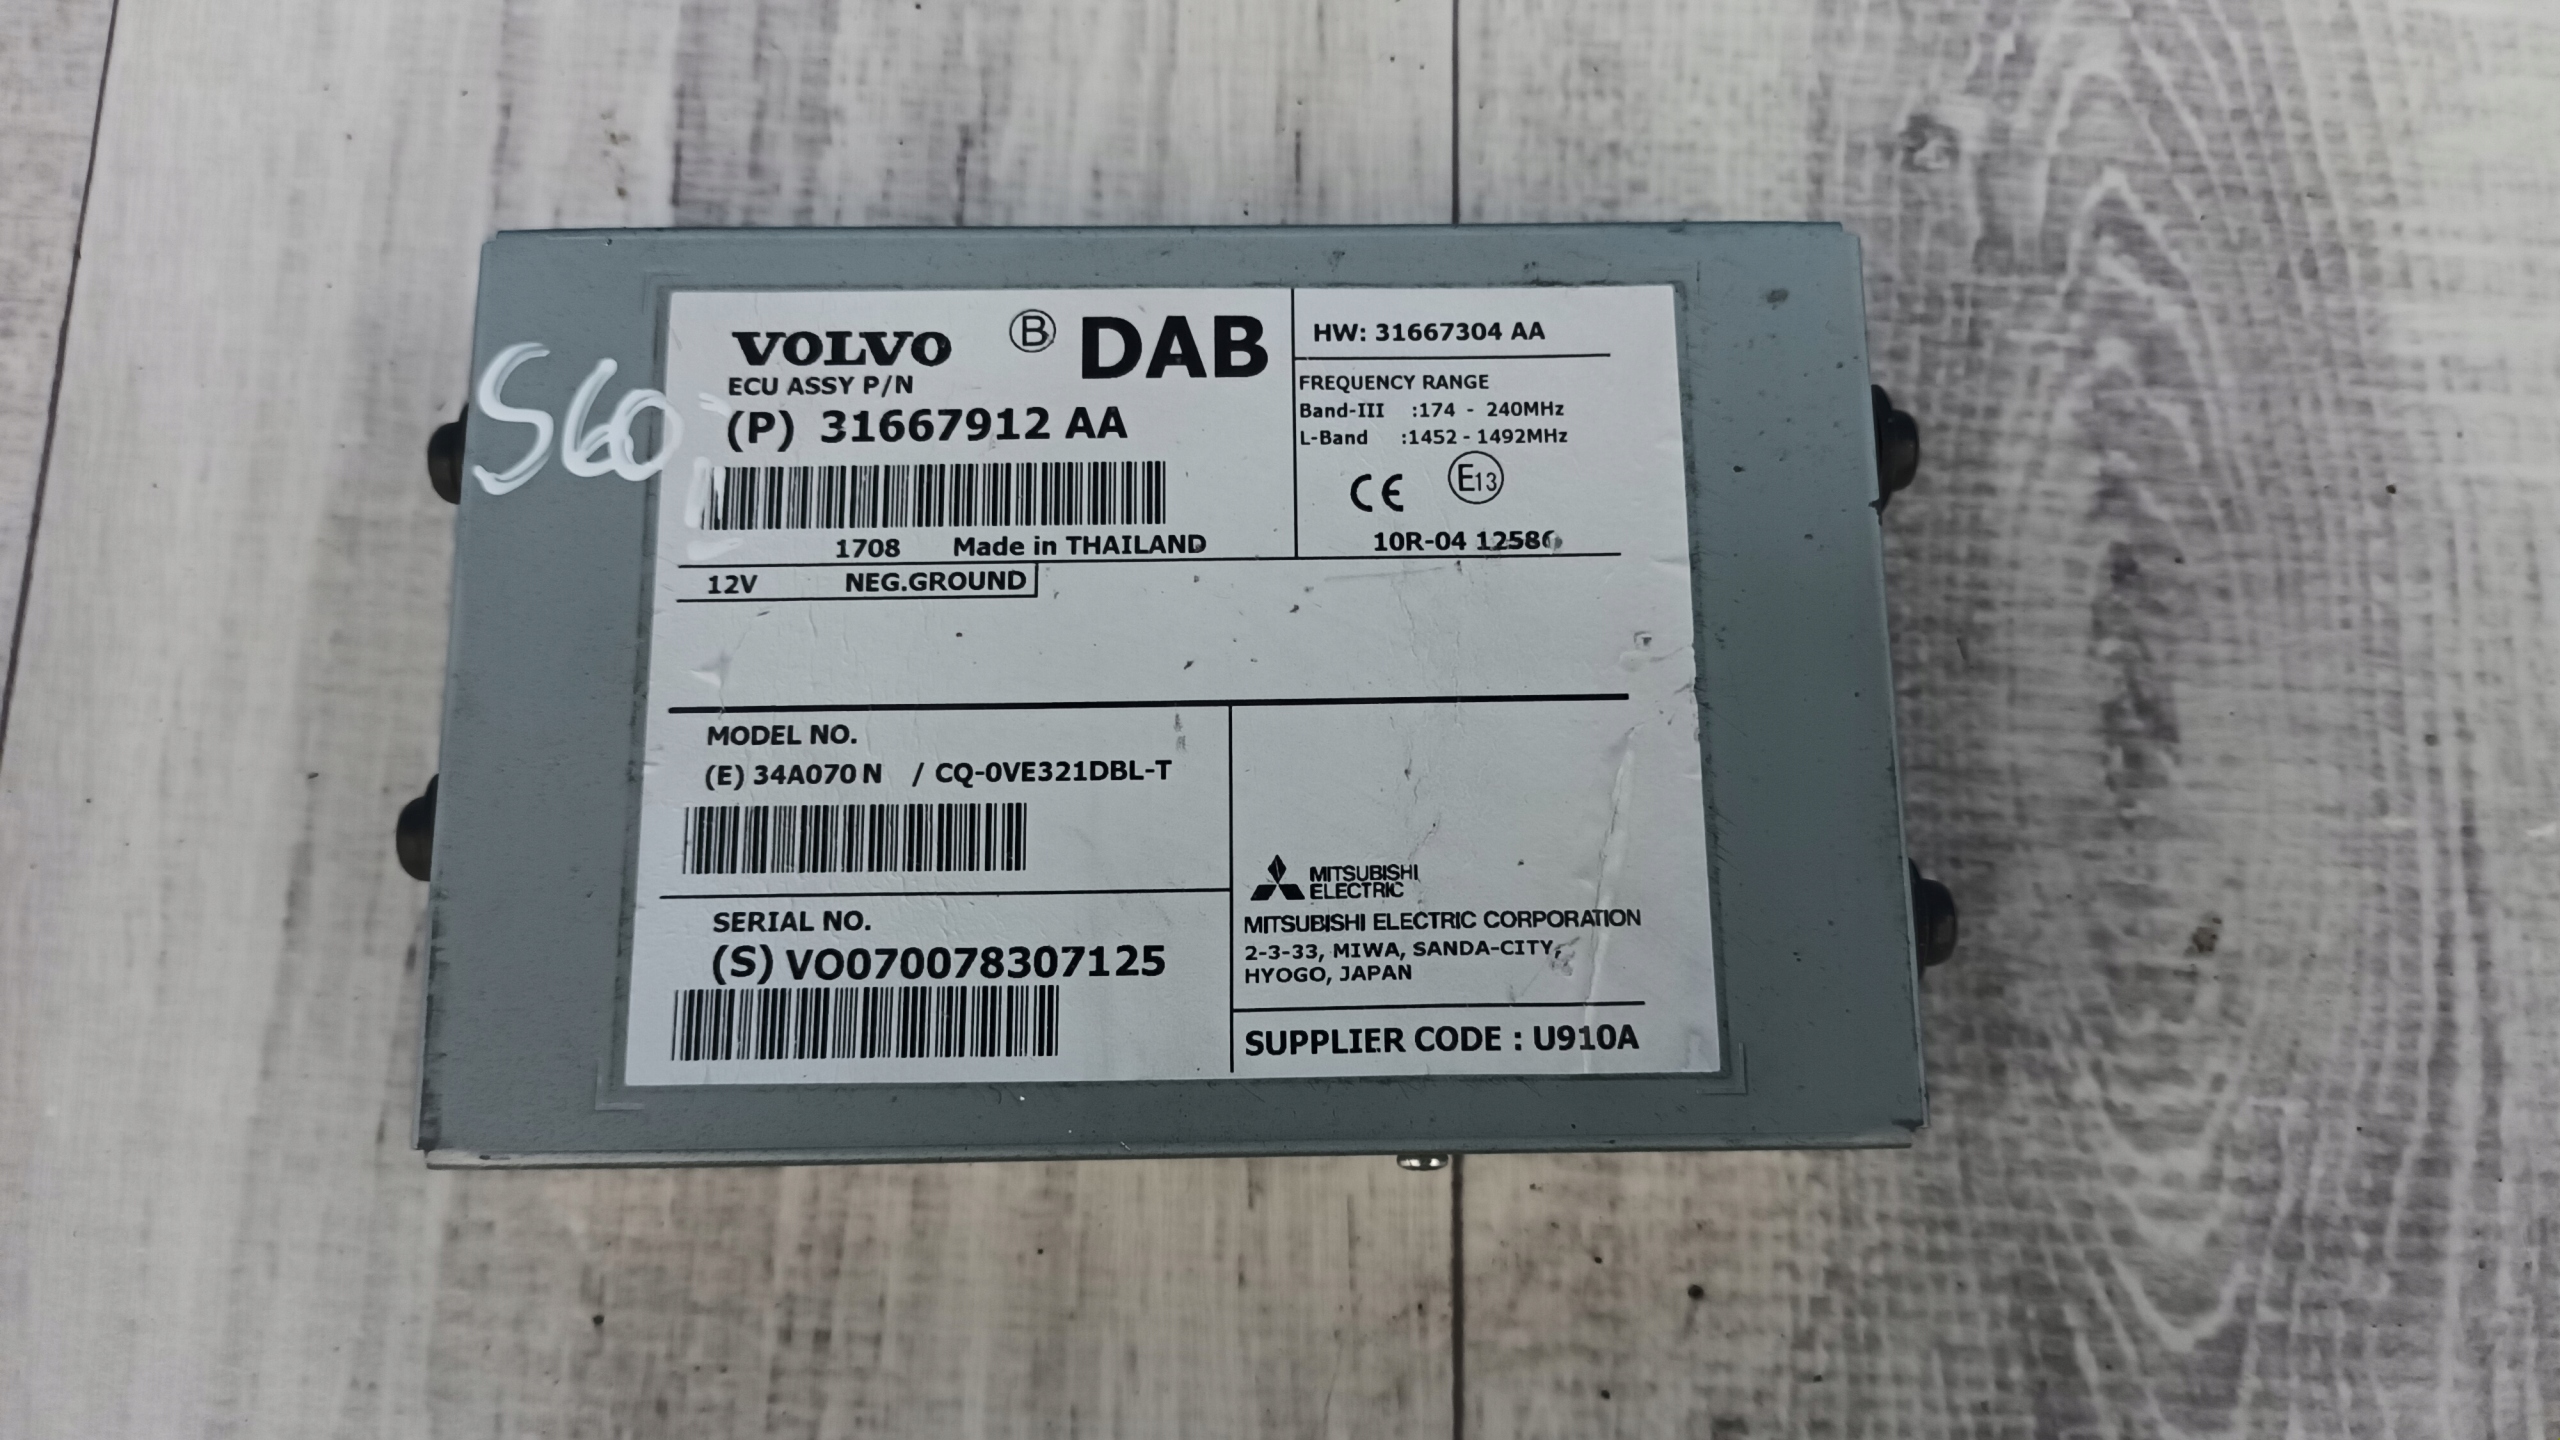 S60
VOLVO B DAB
ECU ASSY P/N
(P) 31667912 AA
1708 Made in THAILAND
12V NEG.GROUND
HW: 31667304 AA
FREQUENCY RANGE
Band-III :174 - 240MHz
L-Band :1452 - 1492MHz
CE E13
10R-04 12586
MODEL NO.
(E) 34A070 N / CQ-0VE321DBL-T
SERIAL NO.
(S) VO070078307125
MITSUBISHI
ELECTRIC
MITSUBISHI ELECTRIC CORPORATION
2-3-33, MIWA, SANDA-CITY,
HYOGO, JAPAN
SUPPLIER CODE : U910A